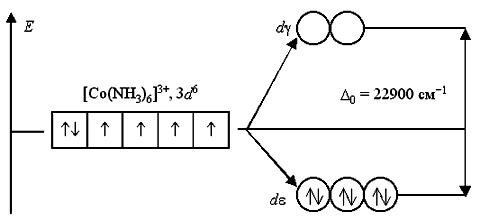 E
dγ
[Co(NH₃)₆]³⁺, 3d⁶
Δ₀ = 22900 см⁻¹
↑↓ ↑ ↑ ↑ ↑
dε
↑↓ ↑↓ ↑↓